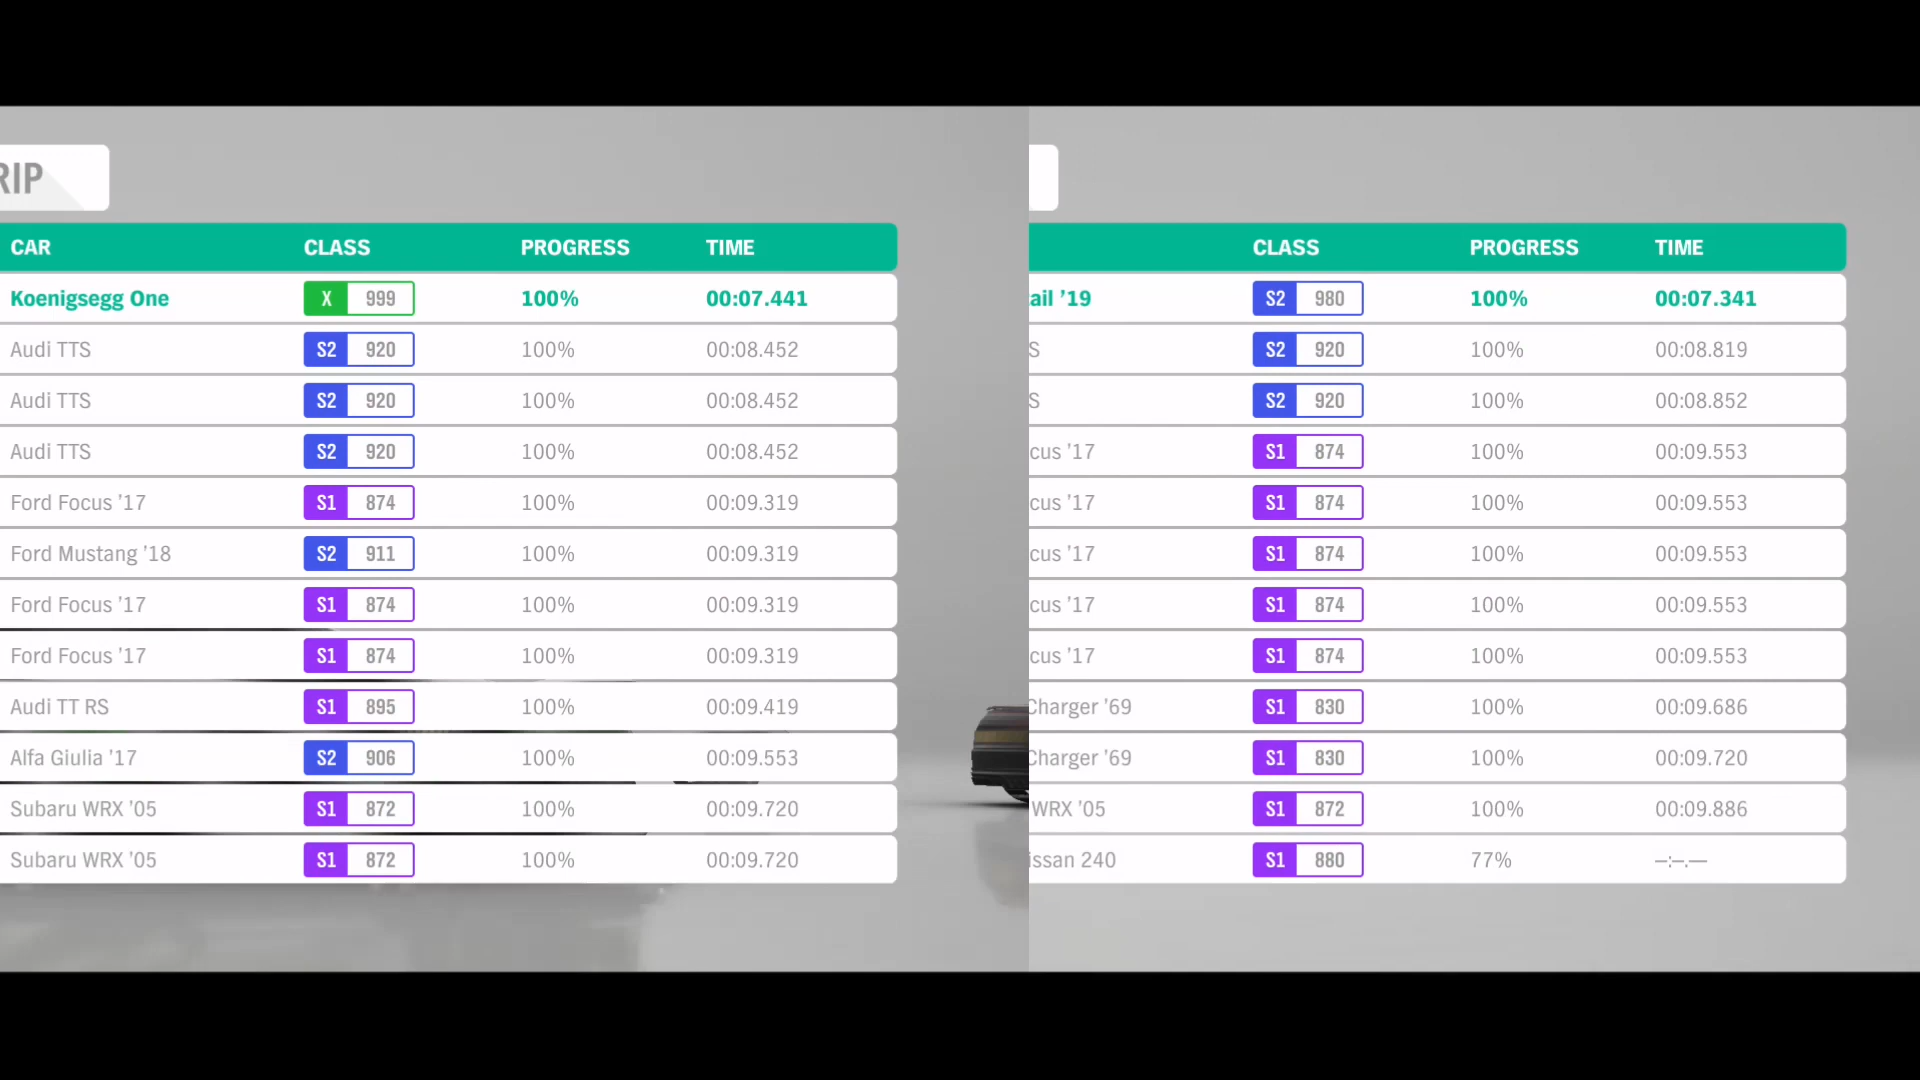 RIP
CAR CLASS PROGRESS TIME
Koenigsegg One X 999 100% 00:07.441
Audi TTS S2 920 100% 00:08.452
Audi TTS S2 920 100% 00:08.452
Audi TTS S2 920 100% 00:08.452
Ford Focus ’17 S1 874 100% 00:09.319
Ford Mustang ’18 S2 911 100% 00:09.319
Ford Focus ’17 S1 874 100% 00:09.319
Ford Focus ’17 S1 874 100% 00:09.319
Audi TT RS S1 895 100% 00:09.419
Alfa Giulia ’17 S2 906 100% 00:09.553
Subaru WRX ’05 S1 872 100% 00:09.720
Subaru WRX ’05 S1 872 100% 00:09.720
CLASS PROGRESS TIME
ail ’19 S2 980 100% 00:07.341
S S2 920 100% 00:08.819
S S2 920 100% 00:08.852
cus ’17 S1 874 100% 00:09.553
cus ’17 S1 874 100% 00:09.553
cus ’17 S1 874 100% 00:09.553
cus ’17 S1 874 100% 00:09.553
cus ’17 S1 874 100% 00:09.553
Charger ’69 S1 830 100% 00:09.686
Charger ’69 S1 830 100% 00:09.720
WRX ’05 S1 872 100% 00:09.886
issan 240 S1 880 77% –:–.––